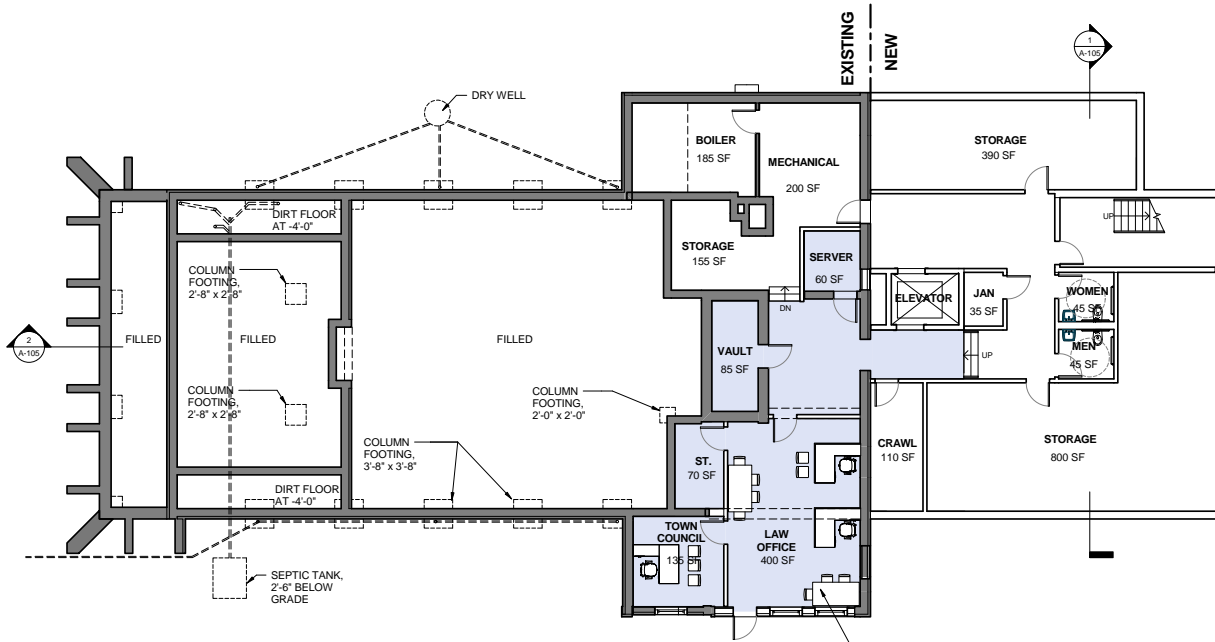 EXISTING
NEW
1
A-105
DRY WELL
BOILER
185 SF
MECHANICAL
200 SF
STORAGE
390 SF
DIRT FLOOR
AT -4'-0"
STORAGE
155 SF
SERVER
60 SF
UP
COLUMN
FOOTING,
2'-8" x 2'-8"
ELEVATOR
JAN
35 SF
WOMEN
45 SF
DN
2
A-105
FILLED
FILLED
FILLED
VAULT
85 SF
UP
MEN
45 SF
COLUMN
FOOTING,
2'-8" x 2'-8"
COLUMN
FOOTING,
2'-0" x 2'-0"
COLUMN
FOOTING,
3'-8" x 3'-8"
ST.
70 SF
CRAWL
110 SF
STORAGE
800 SF
DIRT FLOOR
AT -4'-0"
TOWN
COUNCIL
135 SF
LAW
OFFICE
400 SF
SEPTIC TANK,
2'-6" BELOW
GRADE